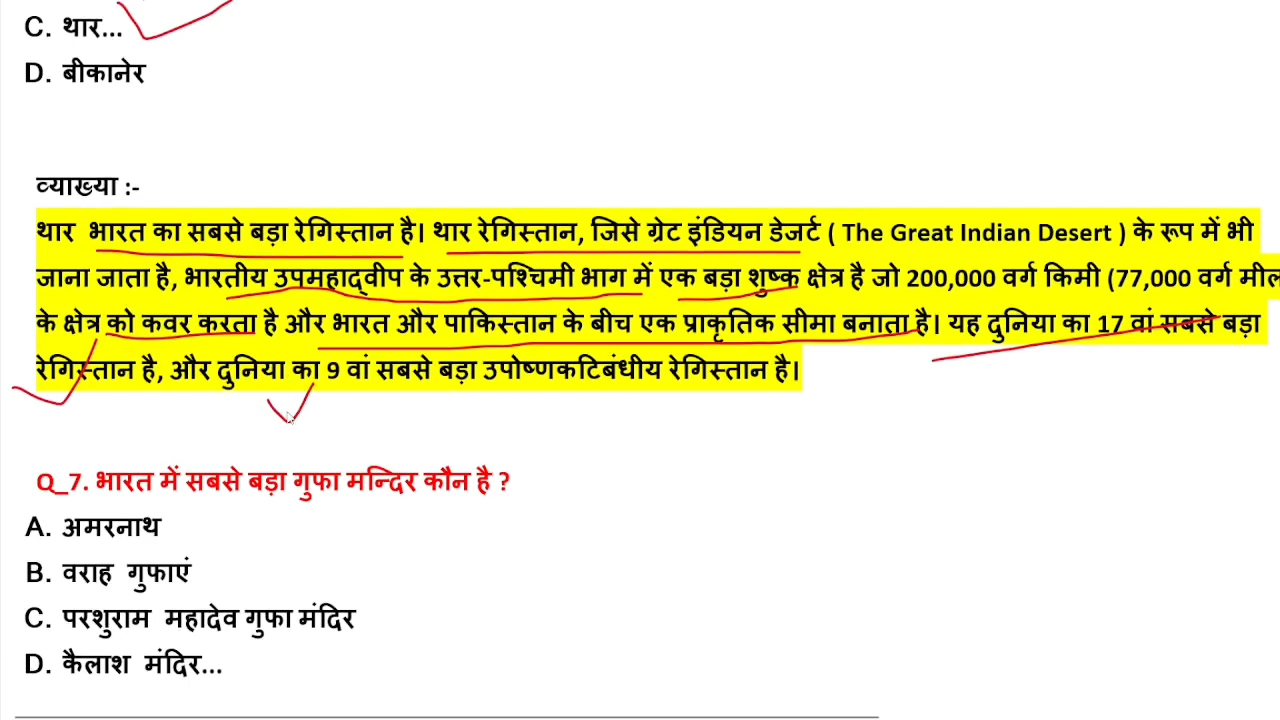 C. थार...
D. बीकानेर
व्याख्या :-
थार भारत का सबसे बड़ा रेगिस्तान है। थार रेगिस्तान, जिसे ग्रेट इंडियन डेजर्ट ( The Great Indian Desert ) के रूप में भी
जाना जाता है, भारतीय उपमहाद्वीप के उत्तर-पश्चिमी भाग में एक बड़ा शुष्क क्षेत्र है जो 200,000 वर्ग किमी (77,000 वर्ग मील
के क्षेत्र को कवर करता है और भारत और पाकिस्तान के बीच एक प्राकृतिक सीमा बनाता है। यह दुनिया का 17 वां सबसे बड़ा
रेगिस्तान है, और दुनिया का 9 वां सबसे बड़ा उपोष्णकटिबंधीय रेगिस्तान है।
Q_7. भारत में सबसे बड़ा गुफा मन्दिर कौन है ?
A. अमरनाथ
B. वराह गुफाएं
C. परशुराम महादेव गुफा मंदिर
D. कैलाश मंदिर...